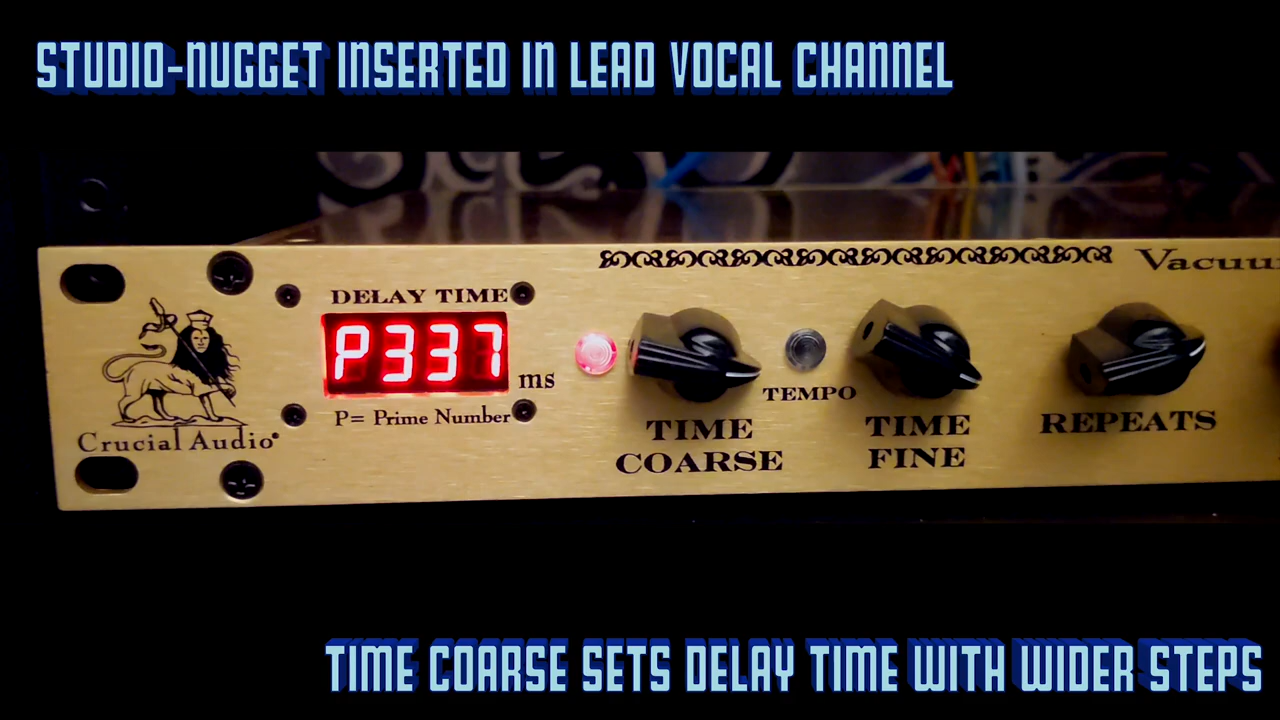 STUDIO-NUGGET INSERTED IN LEAD VOCAL CHANNEL
Vacuu
DELAY TIME
P337
ms
P= Prime Number
Crucial Audio
TEMPO
TIME
COARSE
TIME
FINE
REPEATS
TIME COARSE SETS DELAY TIME WITH WIDER STEPS